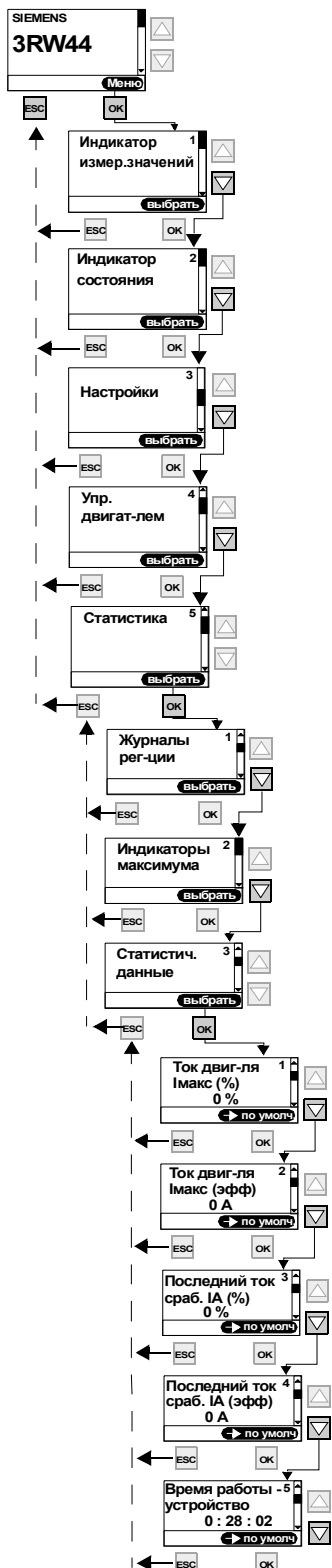 SIEMENS
3RW44
Меню
ESC OK
Индикатор 1
измер.значений
выбрать
ESC OK
Индикатор 2
состояния
выбрать
ESC OK
3
Настройки
выбрать
ESC OK
Упр. 4
двигат-лем
выбрать
ESC OK
Статистика 5
выбрать
ESC OK
Журналы 1
рег-ции
выбрать
ESC OK
Индикаторы 2
максимума
выбрать
ESC OK
Статистич. 3
данные
выбрать
ESC OK
Ток двиг-ля 1
Iмакс (%)
0 %
по умолч
ESC OK
Ток двиг-ля 2
Iмакс (эфф)
0 A
по умолч
ESC OK
Последний ток 3
сраб. IA (%)
0 %
по умолч
ESC OK
Последний ток 4
сраб. IA (эфф)
0 A
по умолч
ESC OK
Время работы - 5
устройство
0 : 28 : 02
по умолч
ESC OK